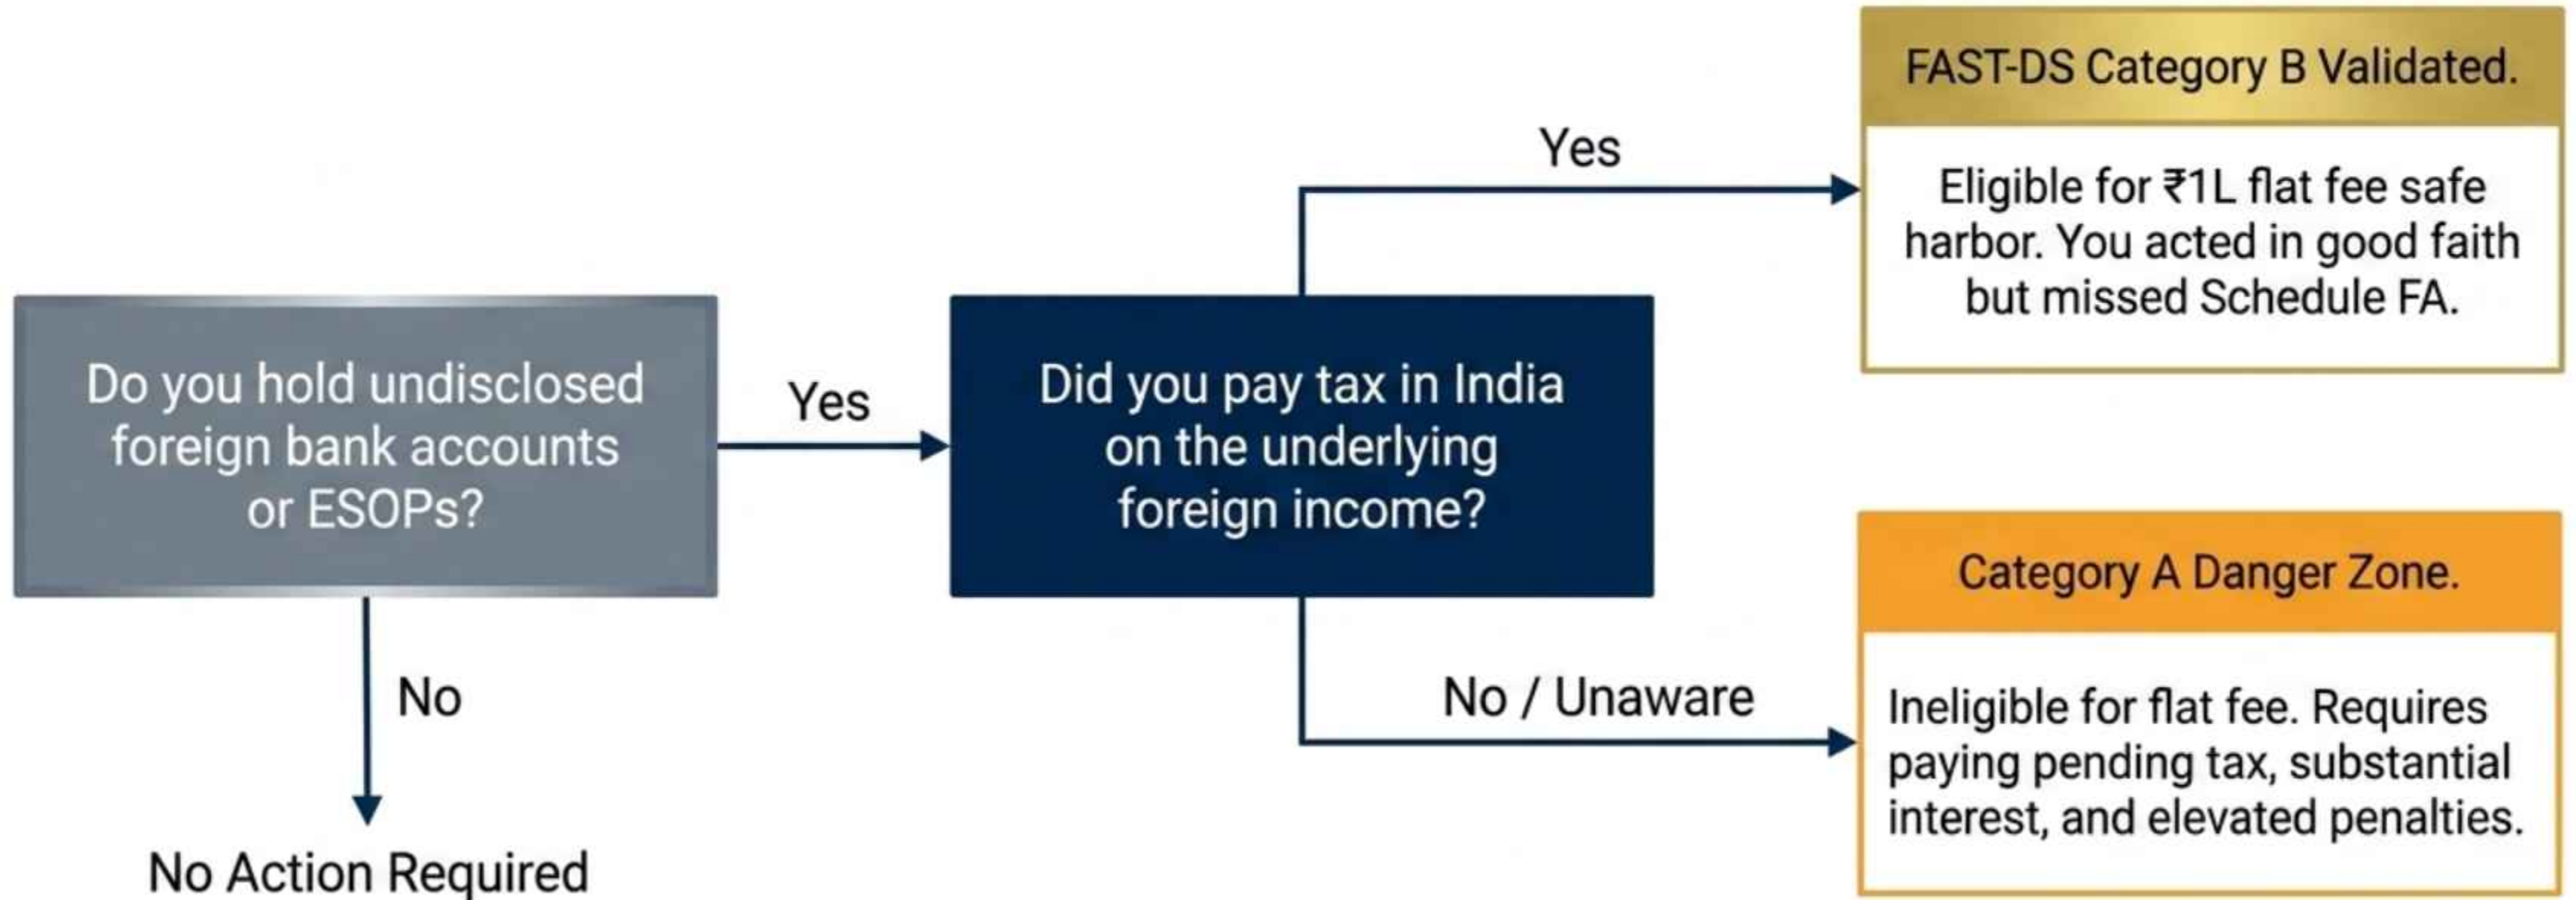 Do you hold undisclosed
foreign bank accounts
or ESOPs?
No
No Action Required
Yes
Did you pay tax in India
on the underlying
foreign income?
Yes
FAST-DS Category B Validated.
Eligible for ₹1L flat fee safe
harbor. You acted in good faith
but missed Schedule FA.
No / Unaware
Category A Danger Zone.
Ineligible for flat fee. Requires
paying pending tax, substantial
interest, and elevated penalties.